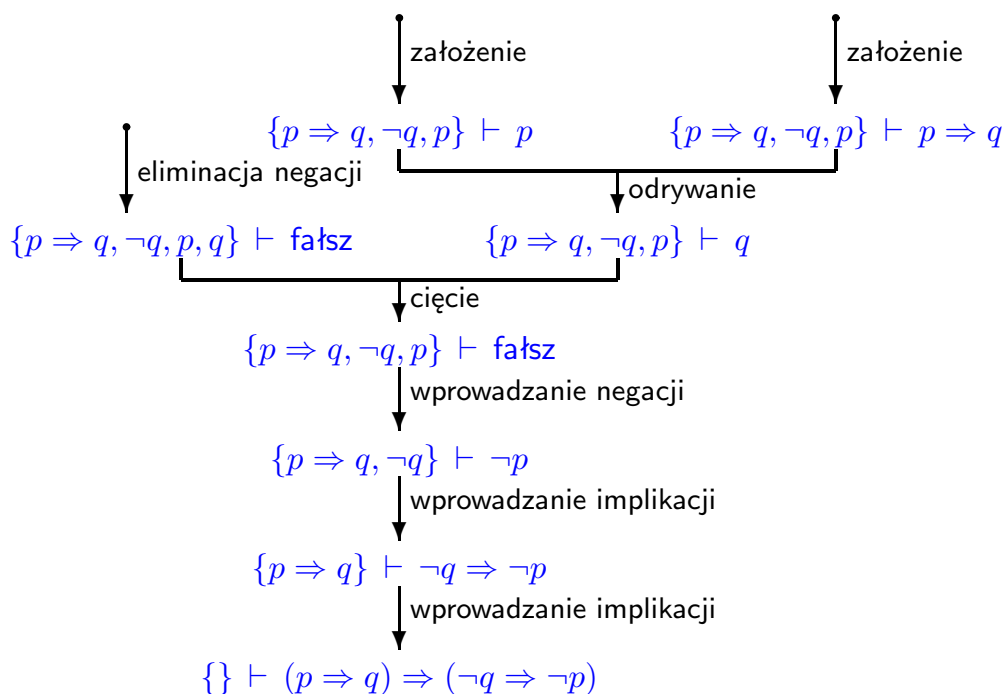 założenie założenie
{p ⇒ q, ¬q, p} ⊢ p {p ⇒ q, ¬q, p} ⊢ p ⇒ q
eliminacja negacji odrywanie
{p ⇒ q, ¬q, p, q} ⊢ fałsz {p ⇒ q, ¬q, p} ⊢ q
cięcie
{p ⇒ q, ¬q, p} ⊢ fałsz
wprowadzanie negacji
{p ⇒ q, ¬q} ⊢ ¬p
wprowadzanie implikacji
{p ⇒ q} ⊢ ¬q ⇒ ¬p
wprowadzanie implikacji
{} ⊢ (p ⇒ q) ⇒ (¬q ⇒ ¬p)